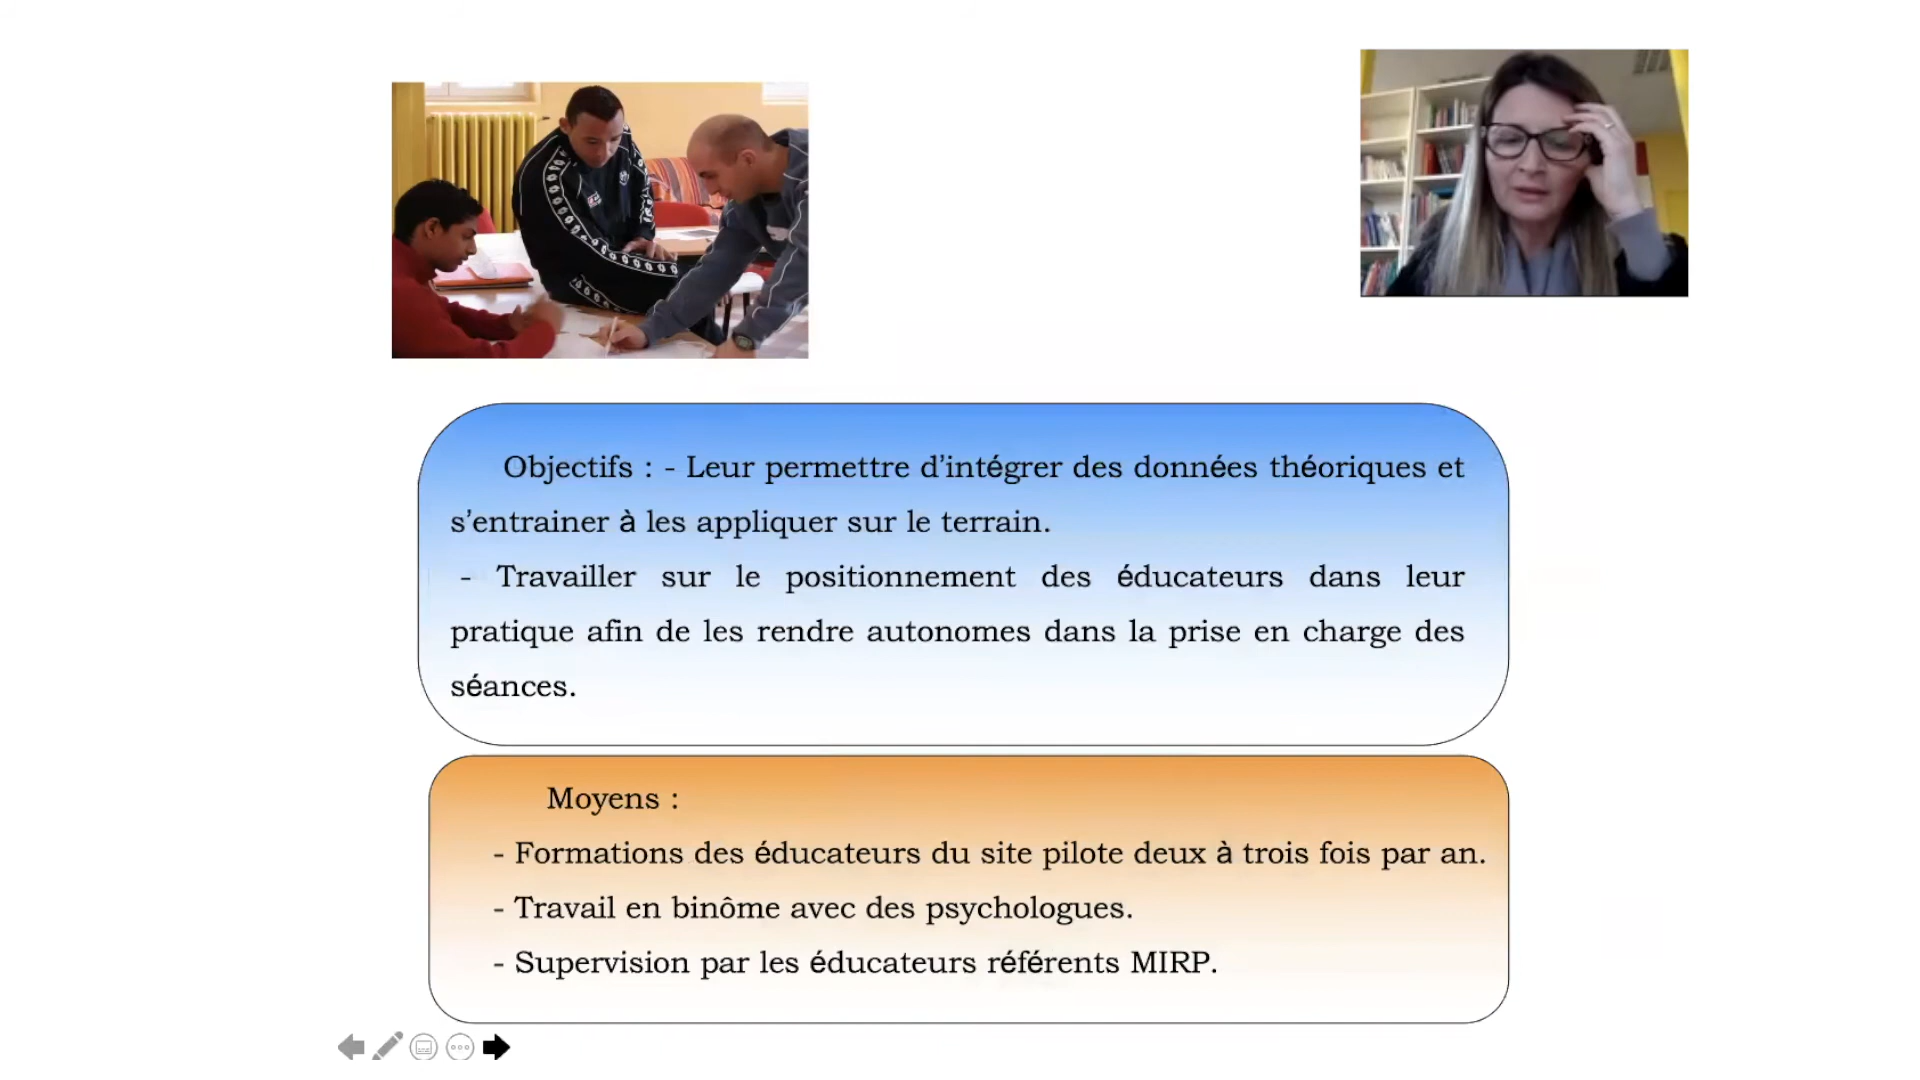 Objectifs : - Leur permettre d’intégrer des données théoriques et
s’entrainer à les appliquer sur le terrain.
- Travailler sur le positionnement des éducateurs dans leur
pratique afin de les rendre autonomes dans la prise en charge des
séances.
Moyens :
- Formations des éducateurs du site pilote deux à trois fois par an.
- Travail en binôme avec des psychologues.
- Supervision par les éducateurs référents MIRP.